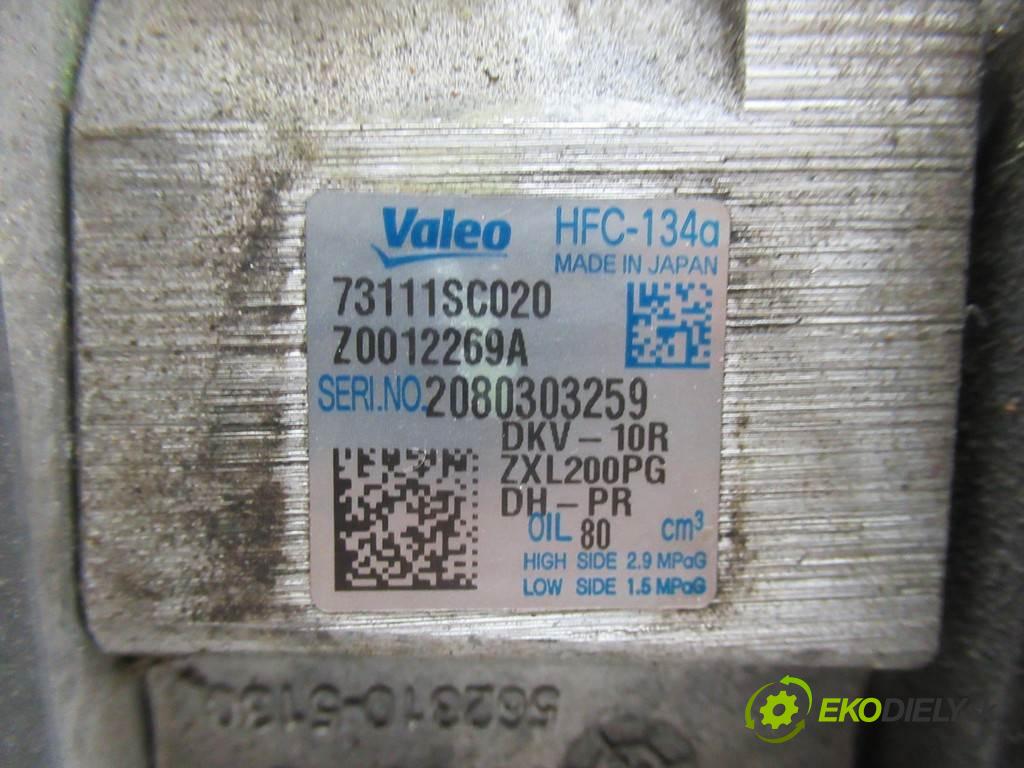 Valeo HFC-134a
MADE IN JAPAN
73111SC020
Z0012269A
SERI.NO. 2080303259
DKV-10R
ZXL200PG
DH-PR
OIL 80 cm³
HIGH SIDE 2.9 MPaG
LOW SIDE 1.5 MPaG
EKODIELY